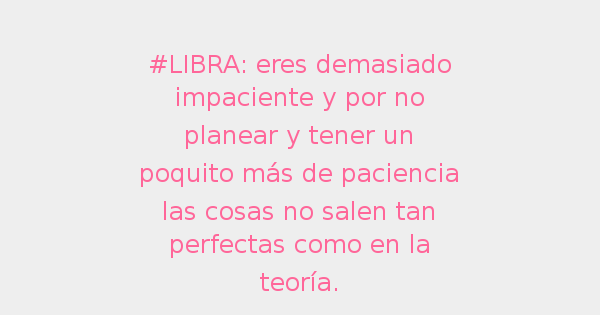 #LIBRA: eres demasiado
impaciente y por no
planear y tener un
poquito más de paciencia
las cosas no salen tan
perfectas como en la
teoría.